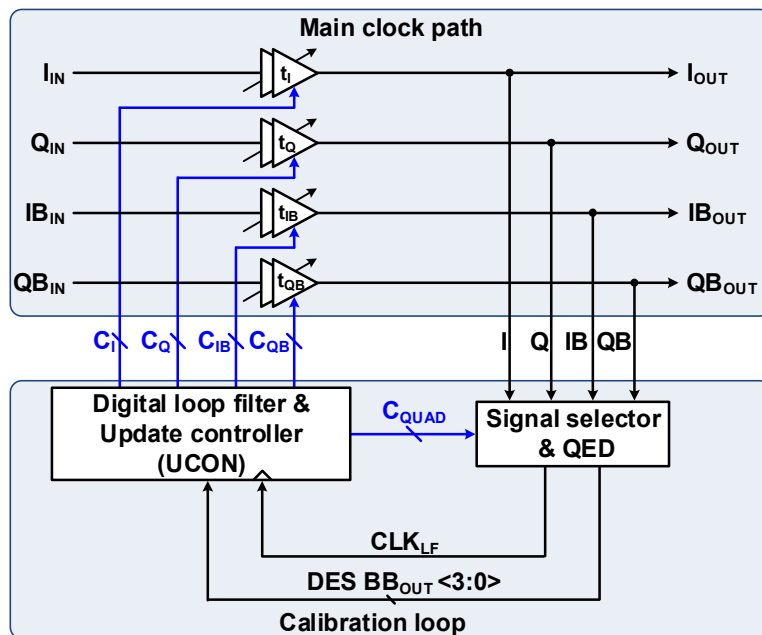 Main clock path
I_IN t_I I_OUT
Q_IN t_Q Q_OUT
IB_IN t_IB IB_OUT
QB_IN t_QB QB_OUT
C_I C_Q C_IB C_QB I Q IB QB
Digital loop filter &
Update controller
(UCON)
C_QUAD
Signal selector
& QED
CLK_LF
DES BB_OUT <3:0>
Calibration loop